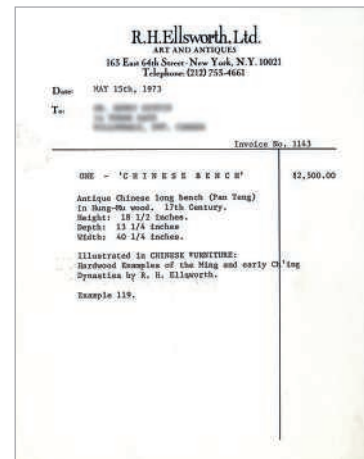 R.H.Ellsworth, Ltd.
ART AND ANTIQUES
163 East 64th Street · New York, N.Y. 10021
Telephone: (212) 755-4661
Date: MAY 15th, 1973
To:
Invoice No. 1143
ONE - 'CHINESE BENCH' $2,500.00
Antique Chinese long bench (Pan Teng)
in Hung-Mu wood. 17th Century.
Height: 18 1/2 inches.
Depth: 13 1/4 inches
Width: 40 1/4 inches.
Illustrated in CHINESE FURNITURE:
Hardwood Examples of the Ming and early Ch'ing
Dynasties by R. H. Ellsworth.
Example 119.